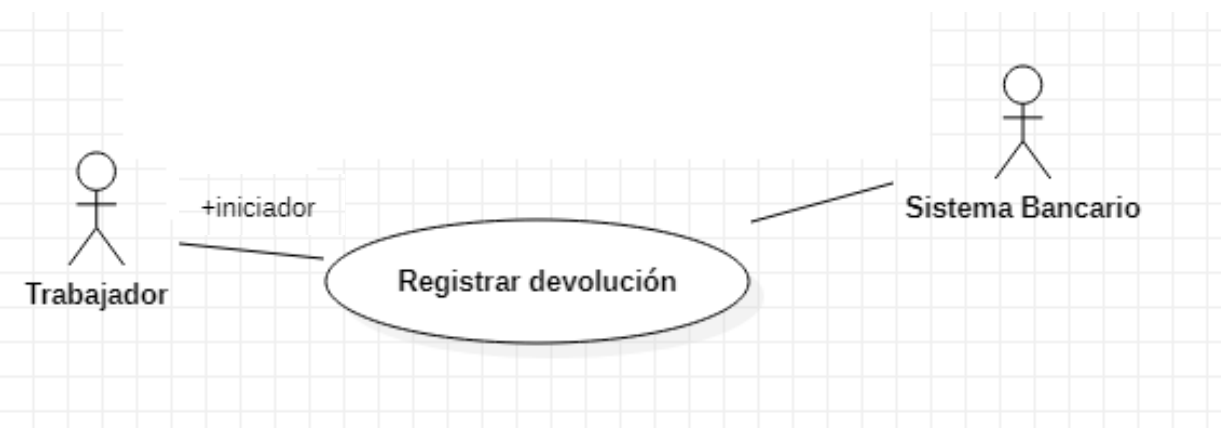 +iniciador
Sistema Bancario
Registrar devolución
Trabajador